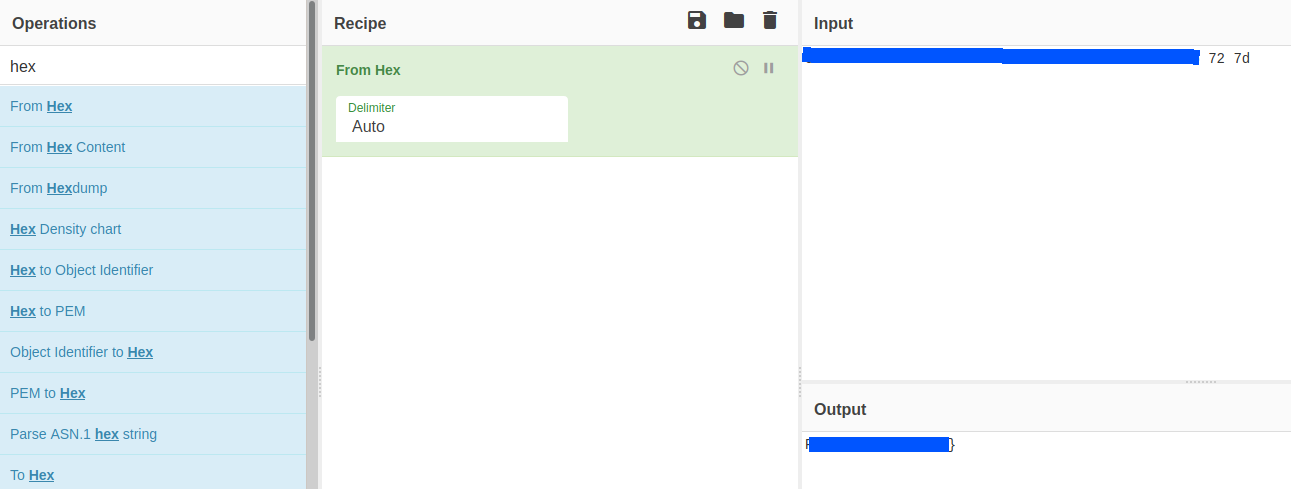 Operations
hex
From Hex
From Hex Content
From Hexdump
Hex Density chart
Hex to Object Identifier
Hex to PEM
Object Identifier to Hex
PEM to Hex
Parse ASN.1 hex string
To Hex
Recipe
From Hex
Delimiter
Auto
Input
72 7d
Output
}